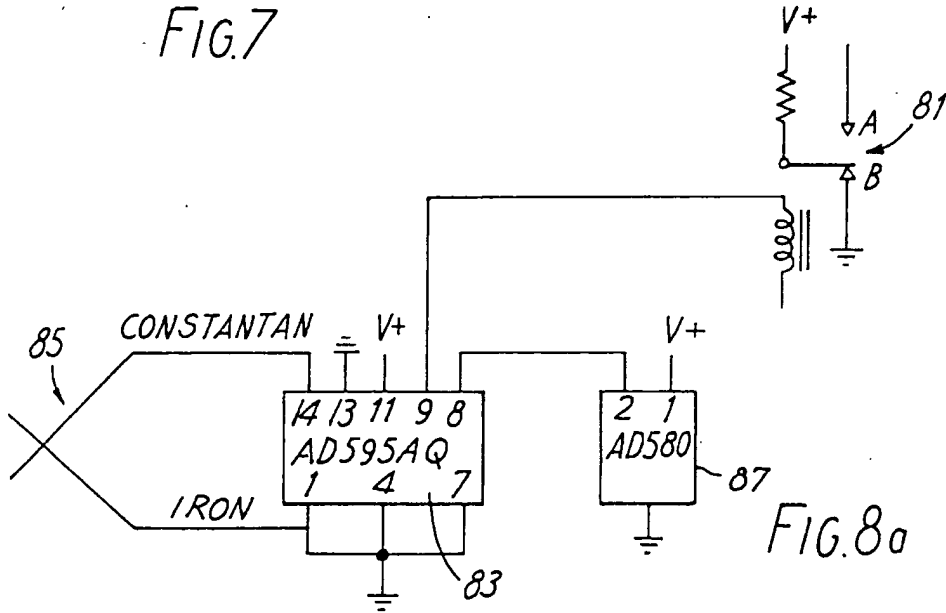 FIG.7
V+
A
81
B
CONSTANTAN
V+
85
V+
14 13 11 9 8
2 1
AD595AQ
AD580
1 4 7
87
IRON
83
FIG.8a